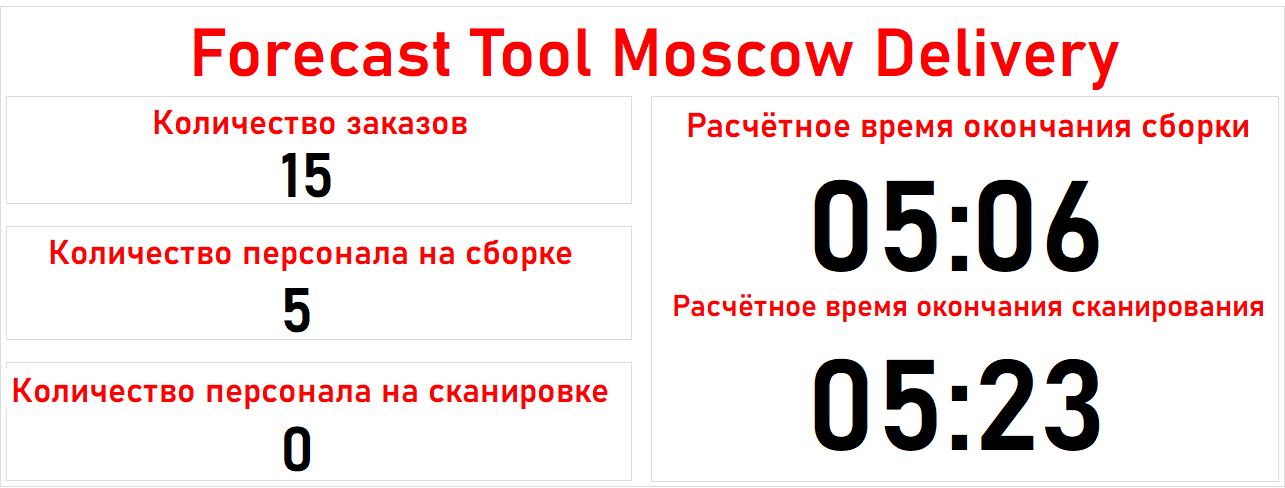 Forecast Tool Moscow Delivery
Количество заказов
15
Количество персонала на сборке
5
Количество персонала на сканировке
0
Расчётное время окончания сборки
05:06
Расчётное время окончания сканирования
05:23